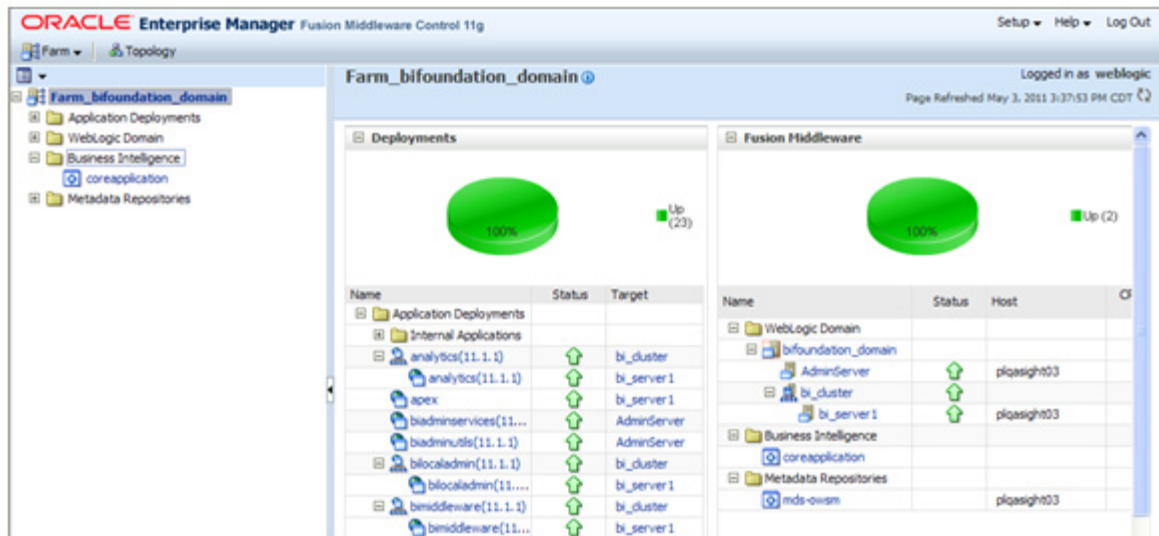 ORACLE Enterprise Manager Fusion Middleware Control 11g
Setup Help Log Out
Farm Topology
Farm_bifoundation_domain
Application Deployments
WebLogic Domain
Business Intelligence
coreapplication
Metadata Repositories
Farm_bifoundation_domain
Logged in as weblogic
Page Refreshed May 3, 2011 3:37:53 PM CDT
Deployments
100%
Up
(23)
Name Status Target
Application Deployments
Internal Applications
analytics(11.1.1) bi_cluster
analytics(11.1.1) bi_server1
apex bi_server1
biadminservices(11.... AdminServer
biadminutils(11.1.1) AdminServer
bilocaladmin(11.1.1) bi_cluster
bilocaladmin(11.... bi_server1
bimiddleware(11.1.1) bi_cluster
bimiddleware(11... bi_server1
Fusion Middleware
100%
Up (2)
Name Status Host
WebLogic Domain
bifoundation_domain
AdminServer plqasight03
bi_cluster
bi_server1 plqasight03
Business Intelligence
coreapplication
Metadata Repositories
mds-owsm plqasight03